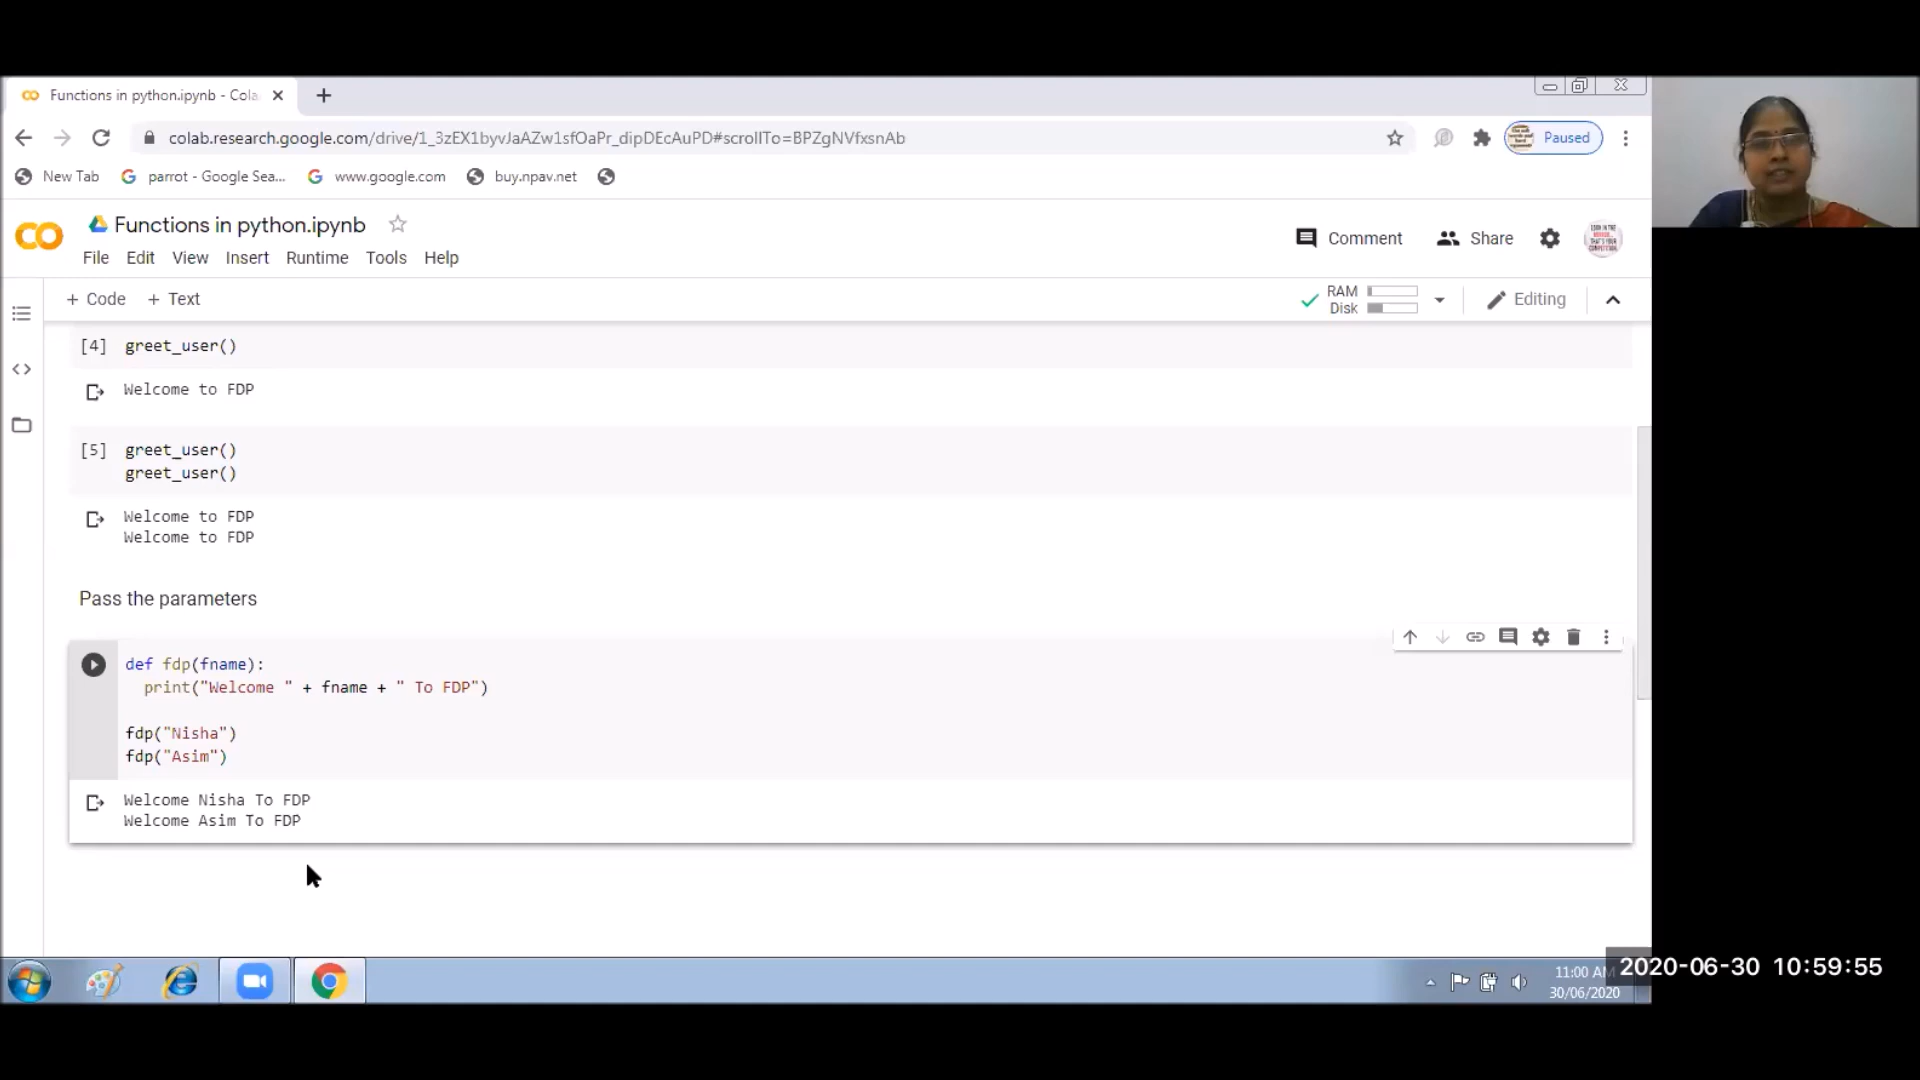 Functions in python.ipynb - Cola
colab.research.google.com/drive/1_3zEX1byvJaAZw1sfOaPr_dipDEcAuPD#scrollTo=BPZgNVfxsnAb
Paused
New Tab
parrot - Google Sea...
www.google.com
buy.npav.net
Functions in python.ipynb
Comment
Share
File Edit View Insert Runtime Tools Help
+ Code + Text
RAM
Disk
Editing
[4] greet_user()
Welcome to FDP
[5] greet_user()
greet_user()
Welcome to FDP
Welcome to FDP
Pass the parameters
def fdp(fname):
print("Welcome " + fname + " To FDP")
fdp("Nisha")
fdp("Asim")
Welcome Nisha To FDP
Welcome Asim To FDP
11:00 AM
30/06/2020
2020-06-30 10:59:55